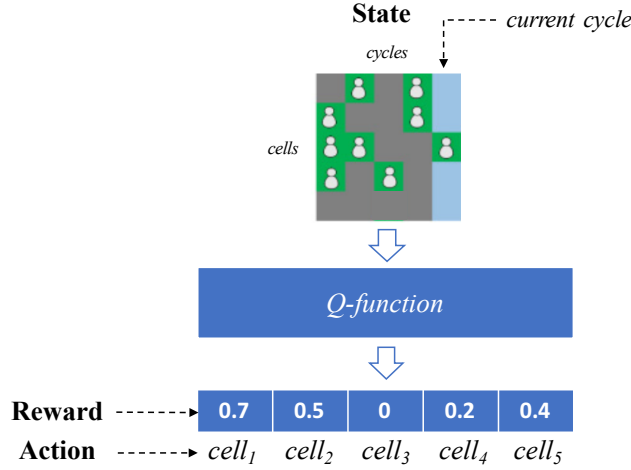 State
current cycle
cycles
cells
Q-function
Reward 0.7 0.5 0 0.2 0.4
Action cell₁ cell₂ cell₃ cell₄ cell₅